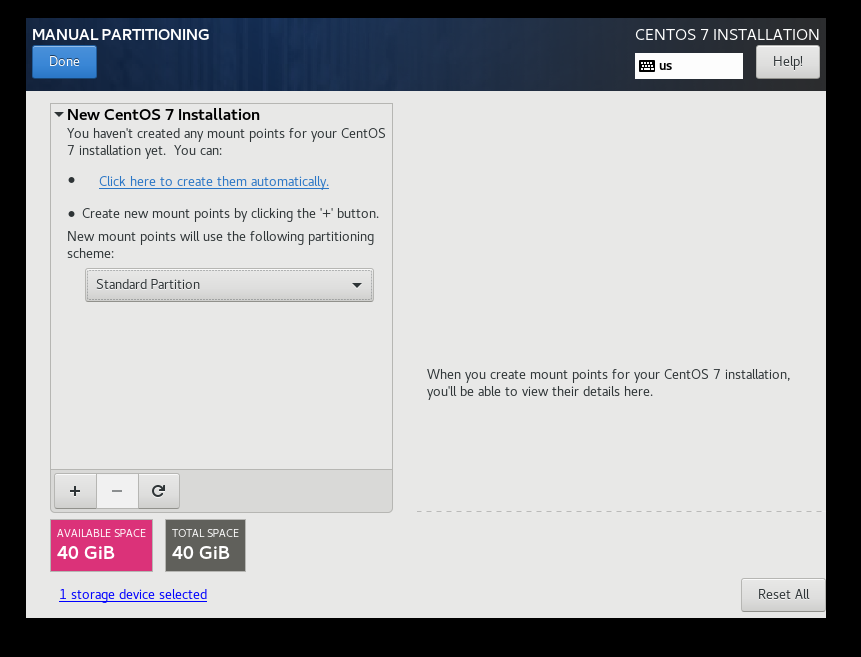 MANUAL PARTITIONING
CENTOS 7 INSTALLATION
Done
us
Help!
New CentOS 7 Installation
You haven't created any mount points for your CentOS
7 installation yet.  You can:
• Click here to create them automatically.
• Create new mount points by clicking the '+' button.
New mount points will use the following partitioning
scheme:
Standard Partition
When you create mount points for your CentOS 7 installation,
you'll be able to view their details here.
+ −
AVAILABLE SPACE
40 GiB
TOTAL SPACE
40 GiB
1 storage device selected
Reset All